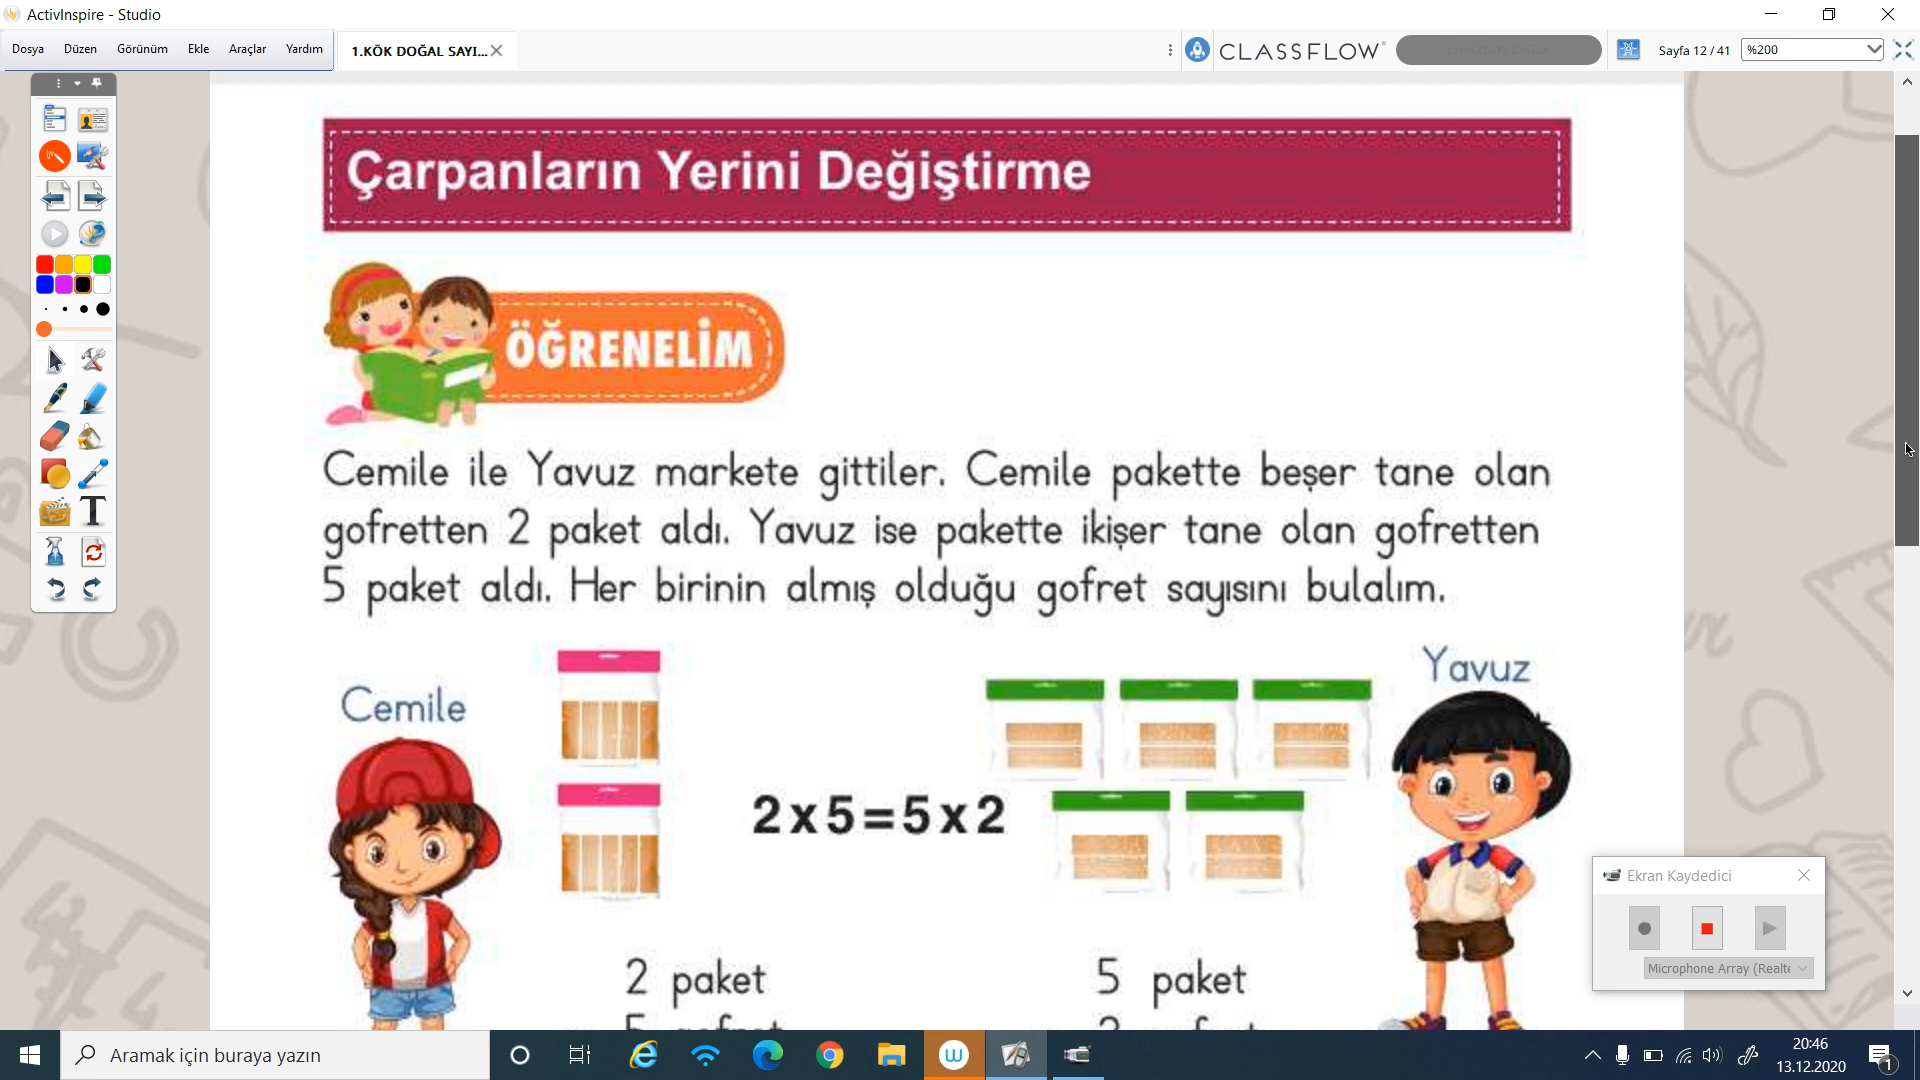 ActivInspire - Studio
Dosya Düzen Görünüm Ekle Araçlar Yardım
1.KÖK DOĞAL SAYI...
CLASSFLOW
Sayfa 12 / 41
%200
Çarpanların Yerini Değiştirme
ÖĞRENELİM
Cemile ile Yavuz markete gittiler. Cemile pakette beşer tane olan
gofretten 2 paket aldı. Yavuz ise pakette ikişer tane olan gofretten
5 paket aldı. Her birinin almış olduğu gofret sayısını bulalım.
Cemile
Yavuz
2x5=5x2
2 paket
5 paket
Ekran Kaydedici
Microphone Array (Realte
Aramak için buraya yazın
20:46
13.12.2020
1